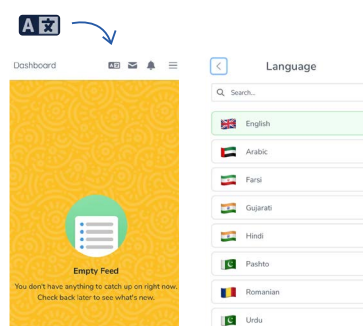 A
Dashboard
Empty Feed
You don't have anything to catch up on right now.
Check back later to see what's new.
Language
Search...
English
Arabic
Farsi
Gujarati
Hindi
Pashto
Romanian
Urdu